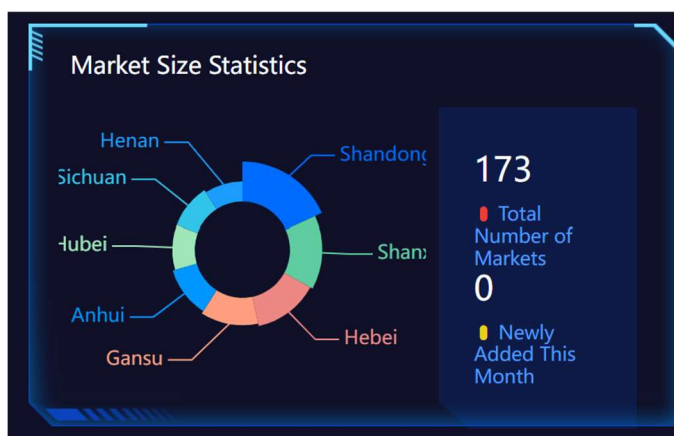 Market Size Statistics
Henan
Shandong
Sichuan
Hubei
Shanx
Anhui
Hebei
Gansu
173
Total
Number of
Markets
0
Newly
Added This
Month